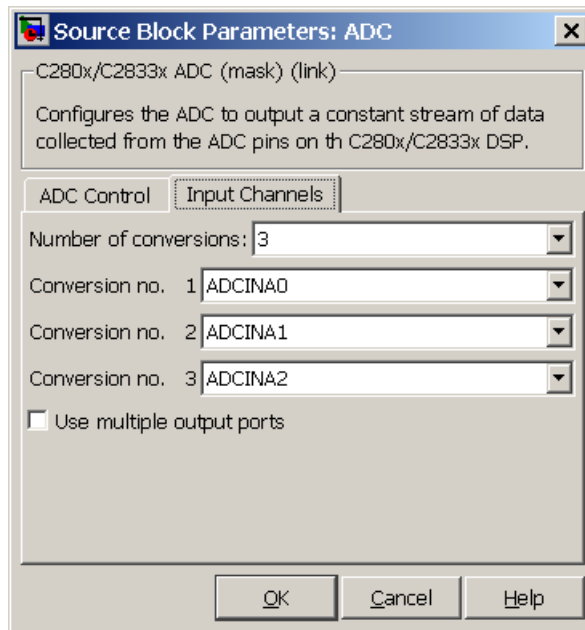 Source Block Parameters: ADC
C280x/C2833x ADC (mask) (link)
Configures the ADC to output a constant stream of data
collected from the ADC pins on th C280x/C2833x DSP.
ADC Control Input Channels
Number of conversions: 3
Conversion no. 1 ADCINA0
Conversion no. 2 ADCINA1
Conversion no. 3 ADCINA2
Use multiple output ports
OK Cancel Help